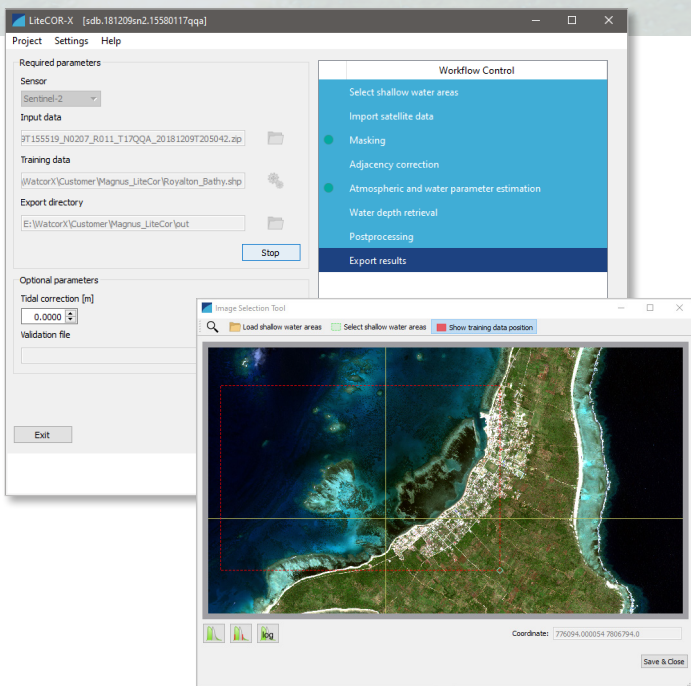 LiteCOR-X [sdb.181209sn2.15580117qqa]
Project Settings Help
Required parameters
Sensor
Sentinel-2
Input data
9T155519_N0207_R011_T17QQA_20181209T205042.zip
Training data
\WatcorX\Customer\Magnus_LiteCor\Royalton_Bathy.shp
Export directory
E:\WatcorX\Customer\Magnus_LiteCor\out
Stop
Optional parameters
Tidal correction [m]
0.0000
Validation file
Exit
Workflow Control
Select shallow water areas
Import satellite data
Masking
Adjacency correction
Atmospheric and water parameter estimation
Water depth retrieval
Postprocessing
Export results
Image Selection Tool
Load shallow water areas Select shallow water areas Show training data position
log
Coordinate: 776094.000054 7806794.0
Save & Close